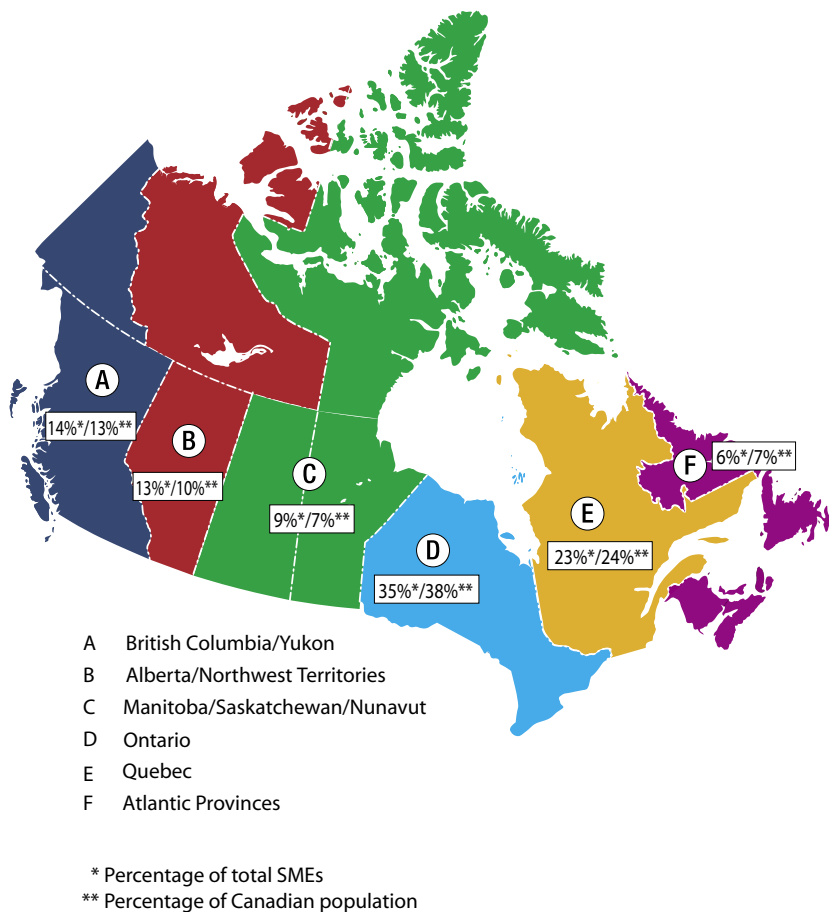 A
14%*/13%**
B
13%*/10%**
C
9%*/7%**
D
35%*/38%**
E
23%*/24%**
F
6%*/7%**
A British Columbia/Yukon
B Alberta/Northwest Territories
C Manitoba/Saskatchewan/Nunavut
D Ontario
E Quebec
F Atlantic Provinces
* Percentage of total SMEs
** Percentage of Canadian population